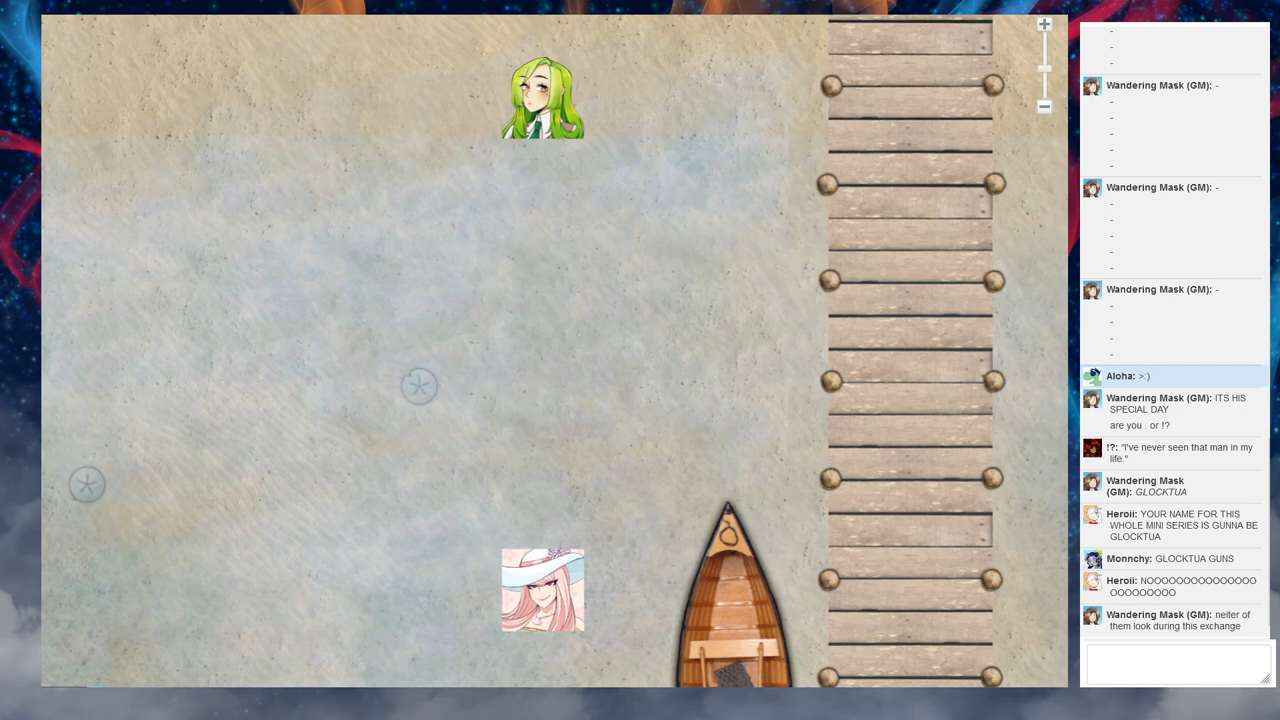 -
-
-
Wandering Mask (GM): -
-
-
-
-
-
Wandering Mask (GM): -
-
-
-
-
-
Wandering Mask (GM): -
-
-
-
-
Aloha: >:)
Wandering Mask (GM): ITS HIS
SPECIAL DAY
are you . or !?
!?: "I've never seen that man in my
life."
Wandering Mask
(GM): GLOCKTUA
Heroii: YOUR NAME FOR THIS
WHOLE MINI SERIES IS GUNNA BE
GLOCKTUA
Monnchy: GLOCKTUA GUNS
Heroii: NOOOOOOOOOOOOOOO
OOOOOOOOO
Wandering Mask (GM): neiter of
them look during this exchange